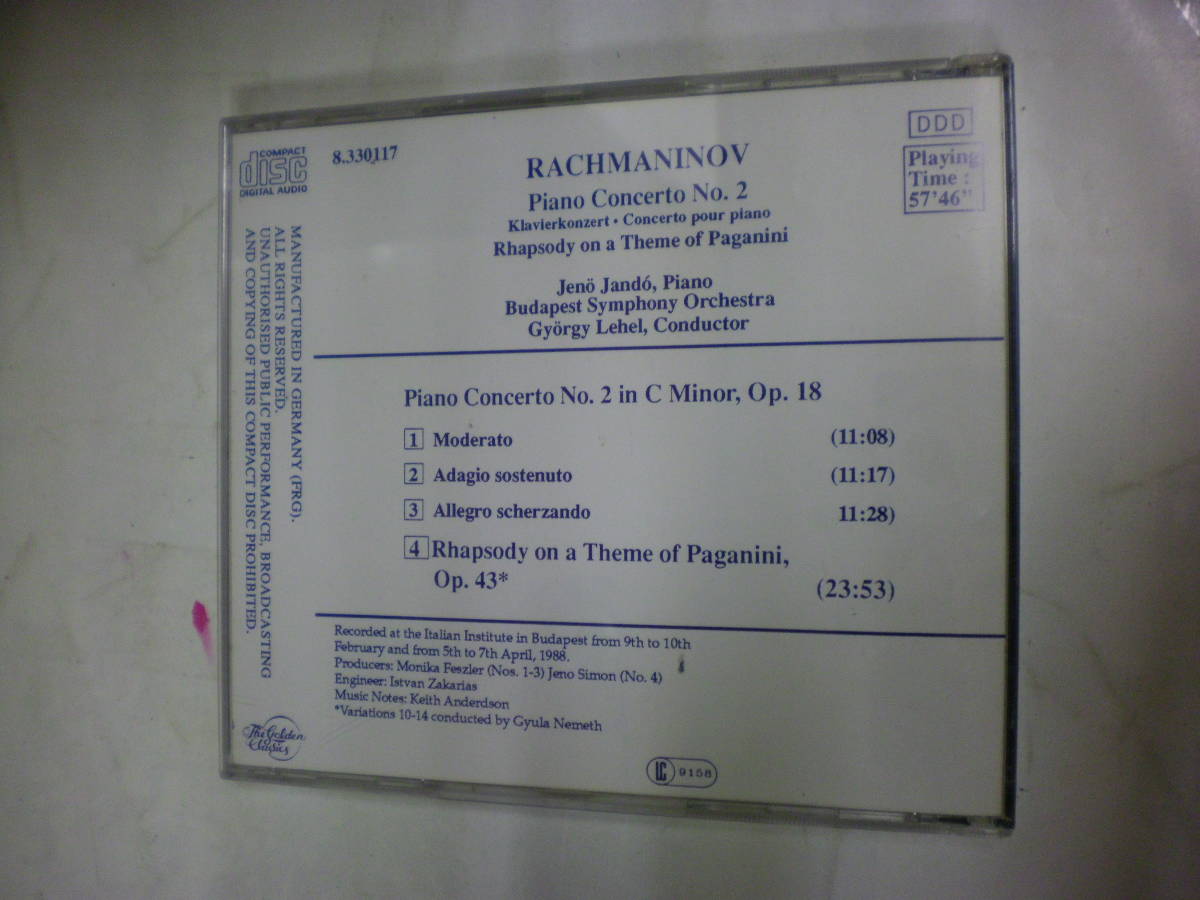 COMPACT
disc
DIGITAL AUDIO
8.330117
RACHMANINOV
Piano Concerto No. 2
Klavierkonzert • Concerto pour piano
Rhapsody on a Theme of Paganini
DDD
Playing
Time :
57'46"
Jenö Jandó, Piano
Budapest Symphony Orchestra
György Lehel, Conductor
MANUFACTURED IN GERMANY (FRG).
ALL RIGHTS RESERVED.
UNAUTHORISED PUBLIC PERFORMANCE, BROADCASTING
AND COPYING OF THIS COMPACT DISC PROHIBITED.
Piano Concerto No. 2 in C Minor, Op. 18
1 Moderato (11:08)
2 Adagio sostenuto (11:17)
3 Allegro scherzando 11:28)
4 Rhapsody on a Theme of Paganini,
Op. 43* (23:53)
Recorded at the Italian Institute in Budapest from 9th to 10th
February and from 5th to 7th April, 1988.
Producers: Monika Feszler (Nos. 1-3) Jeno Simon (No. 4)
Engineer: Istvan Zakarias
Music Notes: Keith Anderdson
*Variations 10-14 conducted by Gyula Nemeth
The Golden
Classics
LC 9158